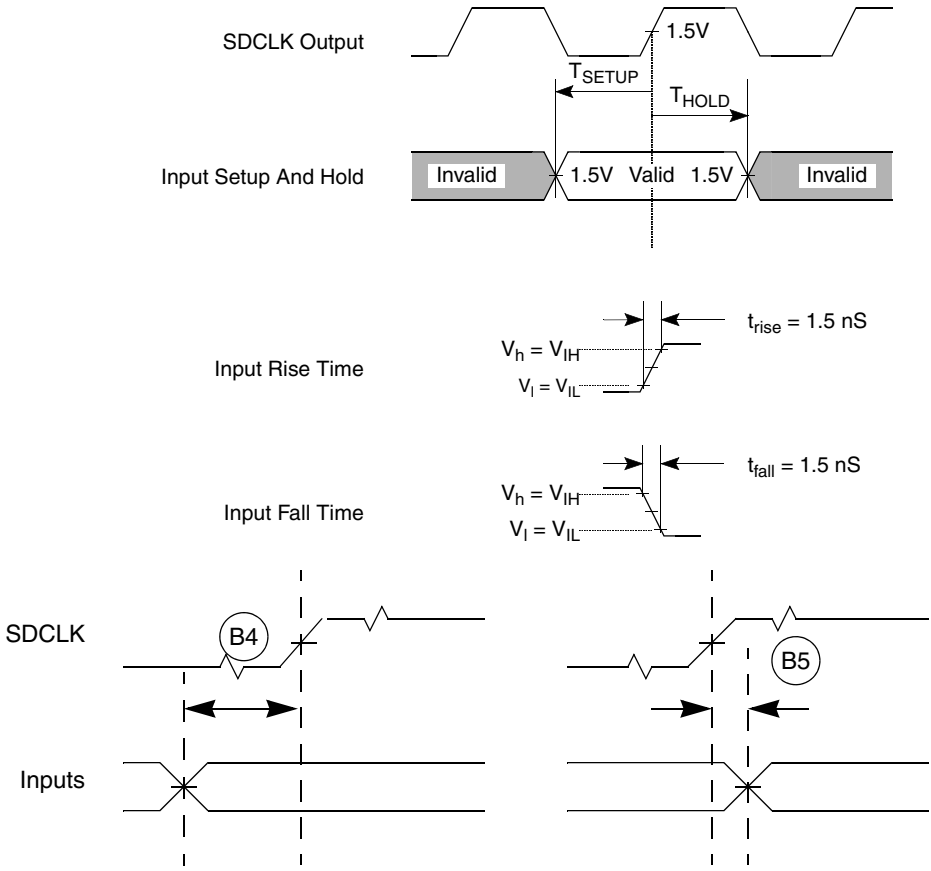 SDCLK Output
1.5V
TSETUP
THOLD
Input Setup And Hold
Invalid
1.5V Valid 1.5V
Invalid
trise = 1.5 nS
Vh = VIH
Input Rise Time
Vl = VIL
tfall = 1.5 nS
Vh = VIH
Input Fall Time
Vl = VIL
SDCLK
B4
B5
Inputs